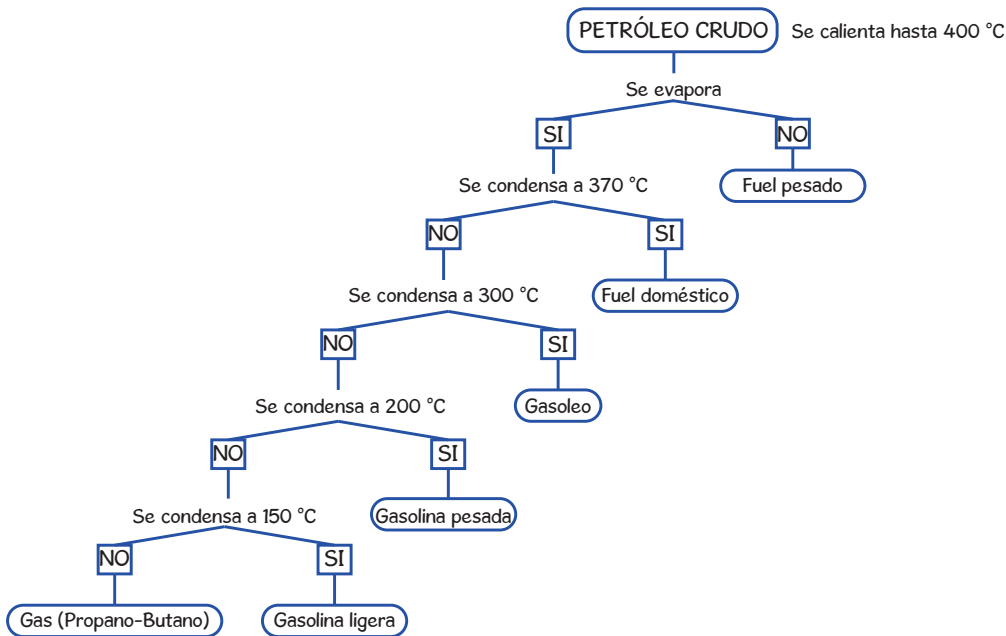 PETRÓLEO CRUDO Se calienta hasta 400 °C
Se evapora
SI NO
Se condensa a 370 °C Fuel pesado
NO SI
Se condensa a 300 °C Fuel doméstico
NO SI
Se condensa a 200 °C Gasoleo
NO SI
Se condensa a 150 °C Gasolina pesada
NO SI
Gas (Propano-Butano) Gasolina ligera